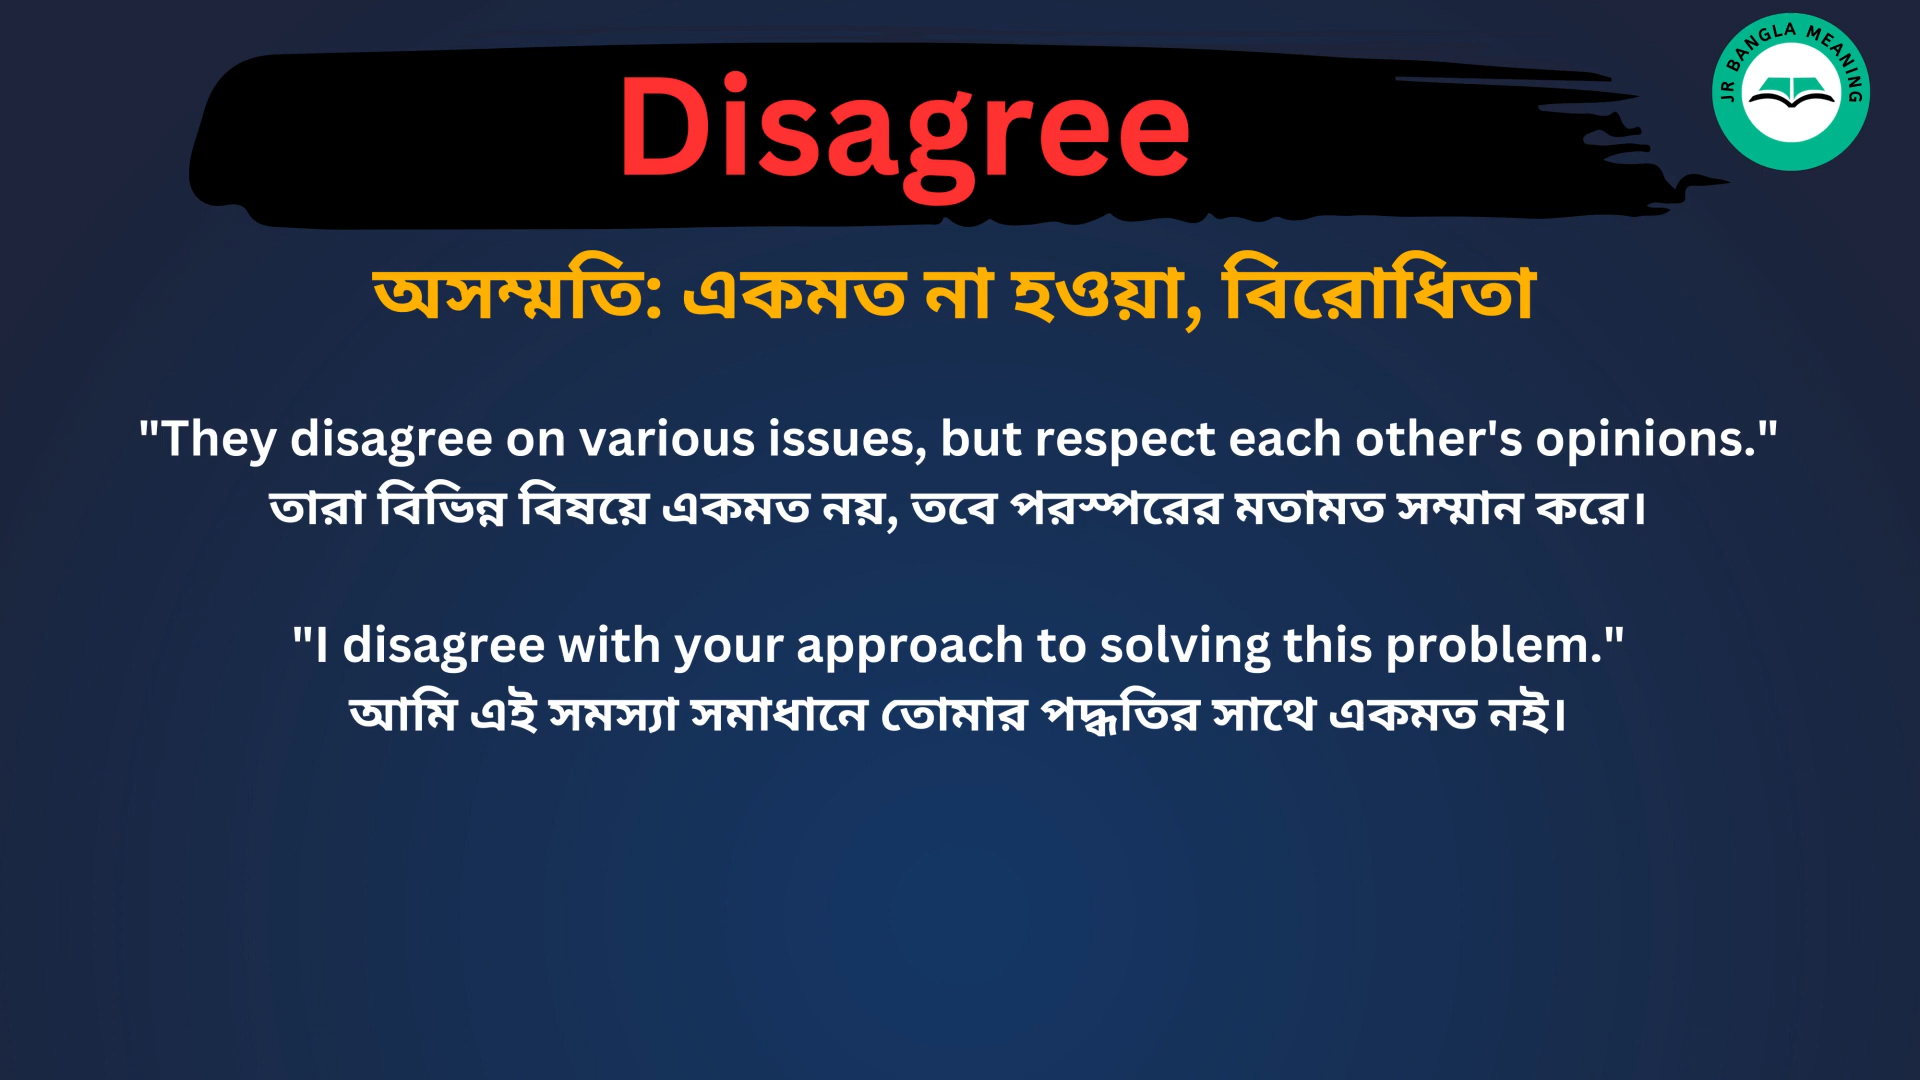 Disagree
JR BANGLA MEANING
অসম্মতি: একমত না হওয়া, বিরোধিতা
"They disagree on various issues, but respect each other's opinions."
তারা বিভিন্ন বিষয়ে একমত নয়, তবে পরস্পরের মতামত সম্মান করে।
"I disagree with your approach to solving this problem."
আমি এই সমস্যা সমাধানে তোমার পদ্ধতির সাথে একমত নই।